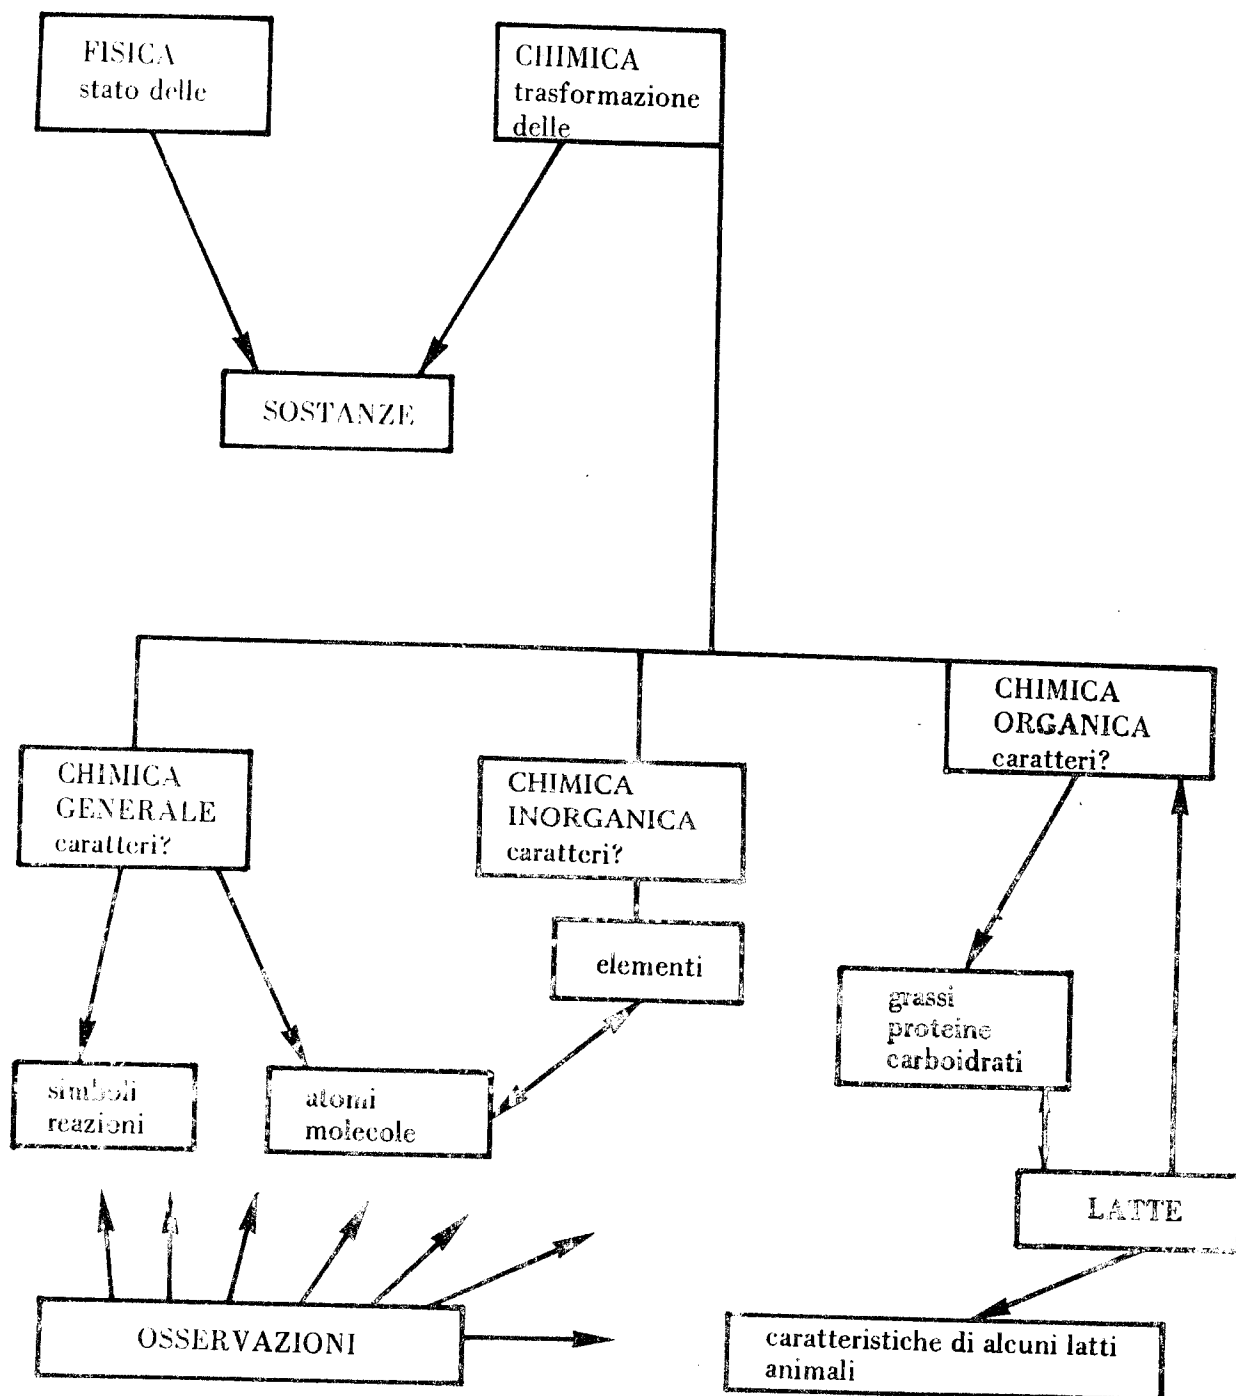 FISICA
stato delle
CHIMICA
trasformazione
delle
SOSTANZE
CHIMICA
ORGANICA
caratteri?
CHIMICA
GENERALE
caratteri?
CHIMICA
INORGANICA
caratteri?
elementi
grassi
proteine
carboidrati
simboli
reazioni
atomi
molecole
LATTE
OSSERVAZIONI
caratteristiche di alcuni latti
animali